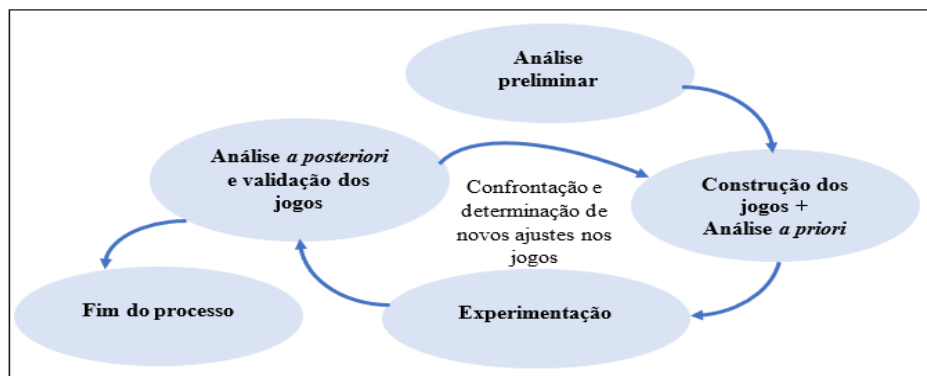 Análise
preliminar
Análise a posteriori
e validação dos
jogos
Confrontação e
determinação de
novos ajustes nos
jogos
Construção dos
jogos +
Análise a priori
Fim do processo
Experimentação